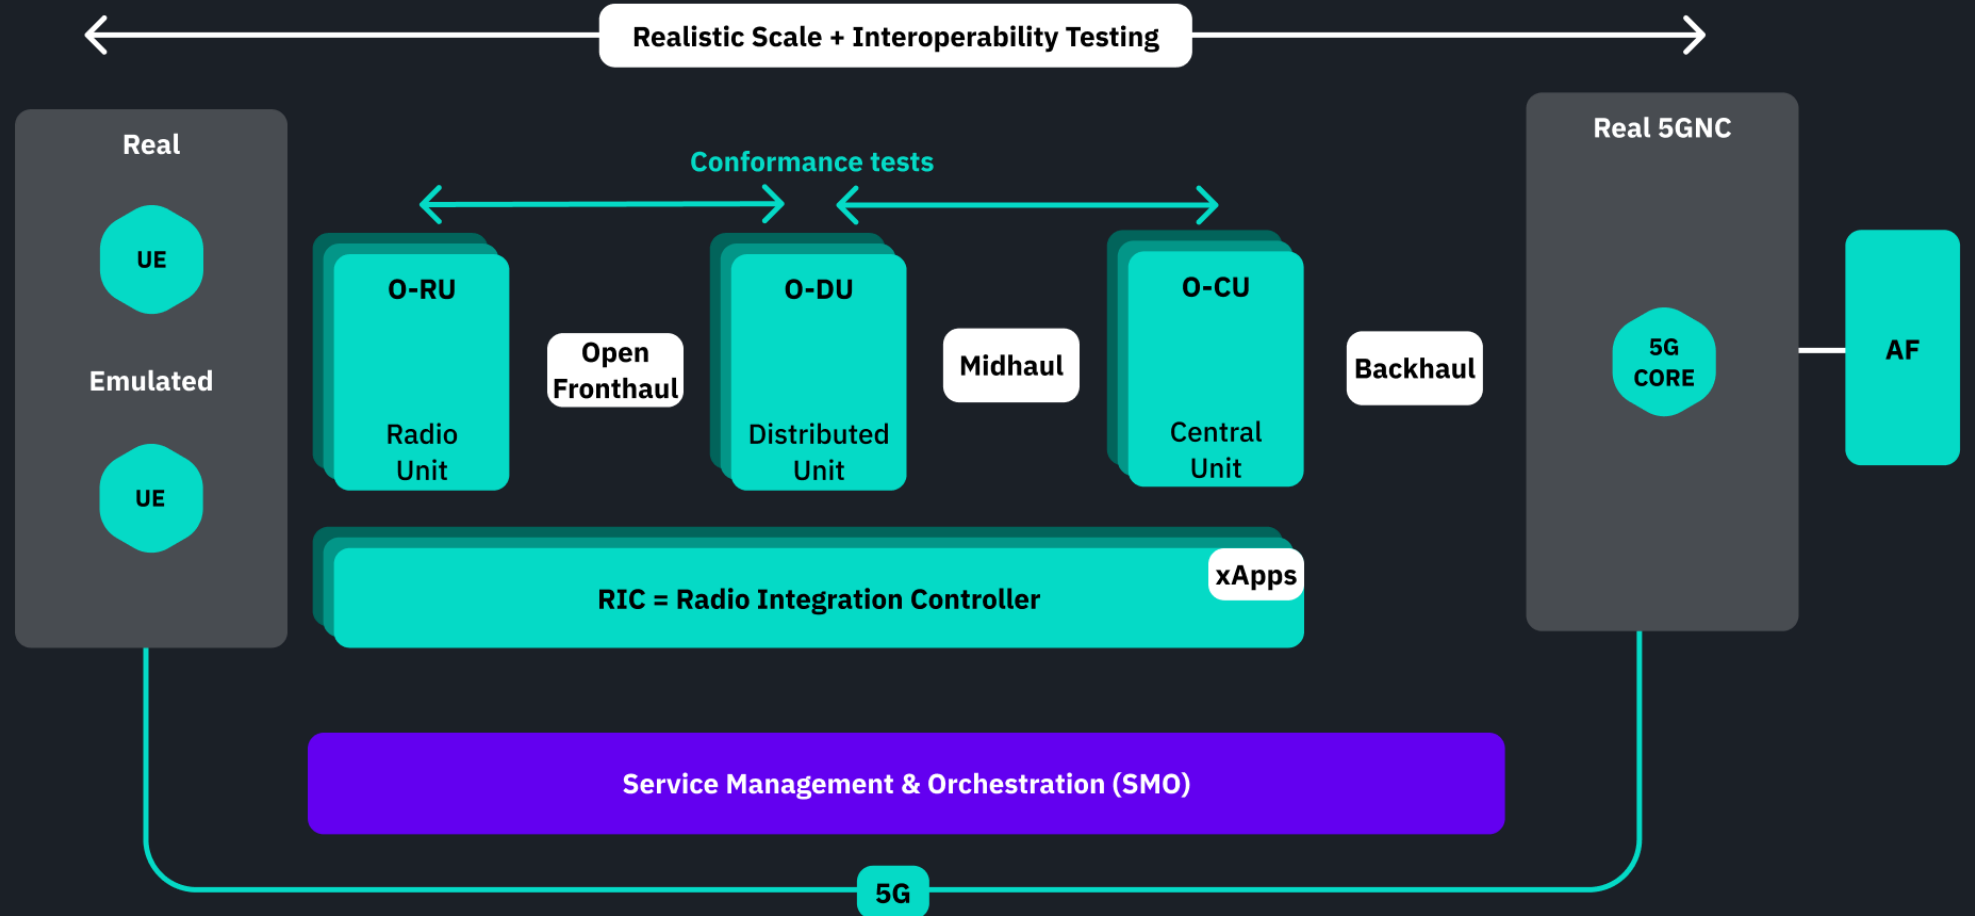 Realistic Scale + Interoperability Testing
Real
UE
Emulated
UE
Conformance tests
O-RU
Radio
Unit
Open
Fronthaul
O-DU
Distributed
Unit
Midhaul
O-CU
Central
Unit
Backhaul
Real 5GNC
5G
CORE
AF
RIC = Radio Integration Controller
xApps
Service Management & Orchestration (SMO)
5G